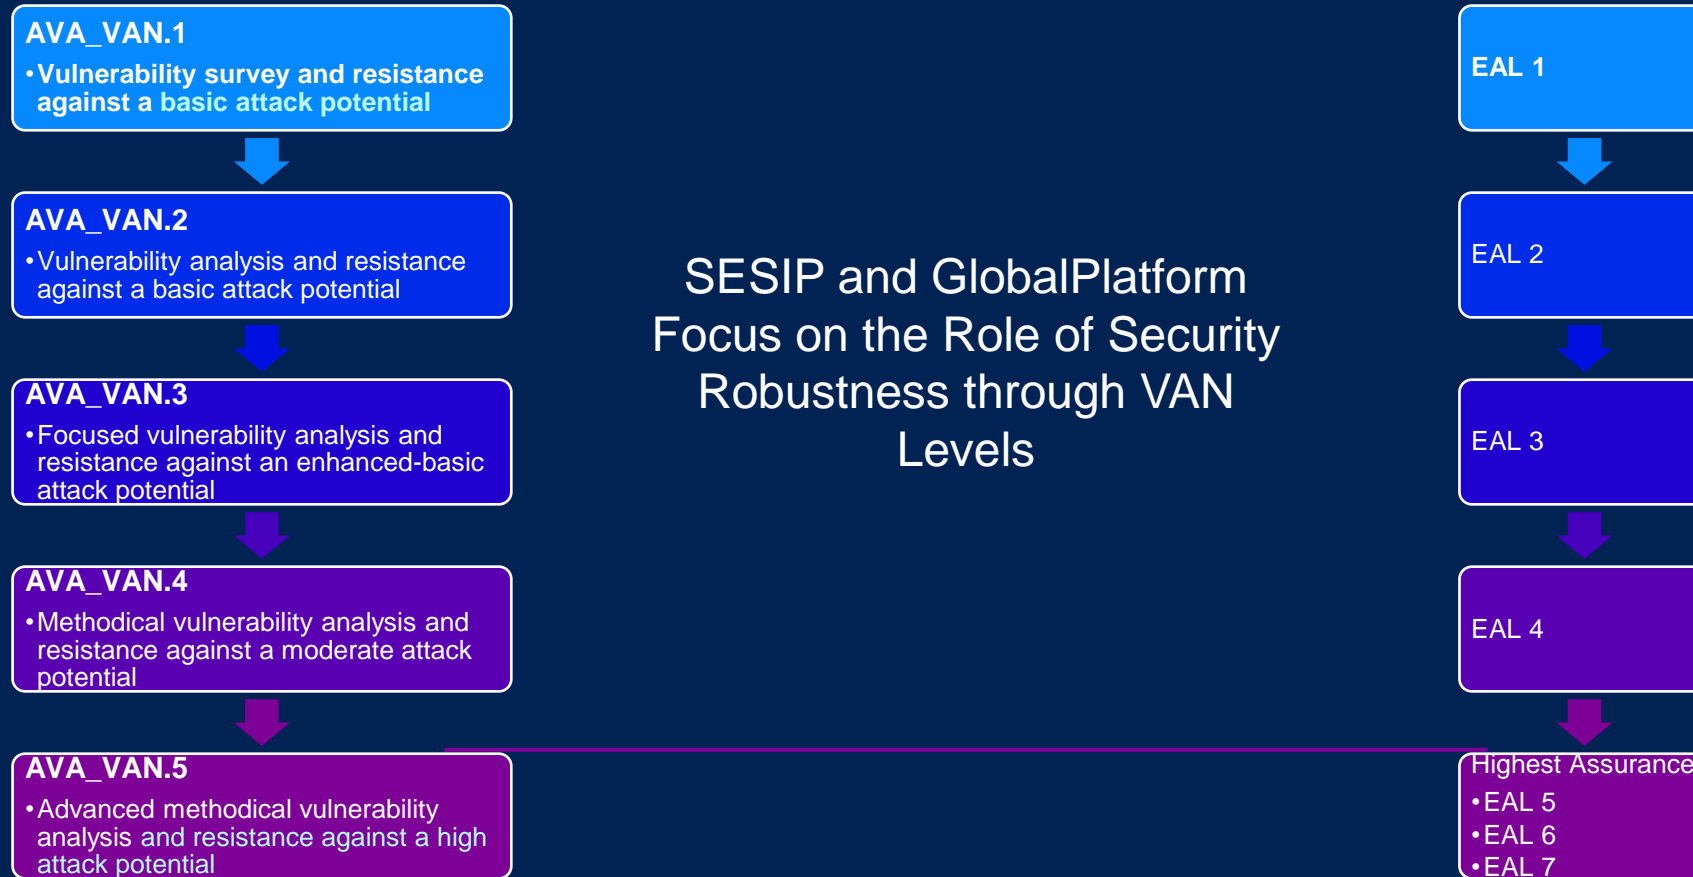 AVA_VAN.1
•Vulnerability survey and resistance
against a basic attack potential
AVA_VAN.2
•Vulnerability analysis and resistance
against a basic attack potential
AVA_VAN.3
•Focused vulnerability analysis and
resistance against an enhanced-basic
attack potential
AVA_VAN.4
•Methodical vulnerability analysis and
resistance against a moderate attack
potential
AVA_VAN.5
•Advanced methodical vulnerability
analysis and resistance against a high
attack potential
SESIP and GlobalPlatform
Focus on the Role of Security
Robustness through VAN
Levels
EAL 1
EAL 2
EAL 3
EAL 4
Highest Assurance
•EAL 5
•EAL 6
•EAL 7